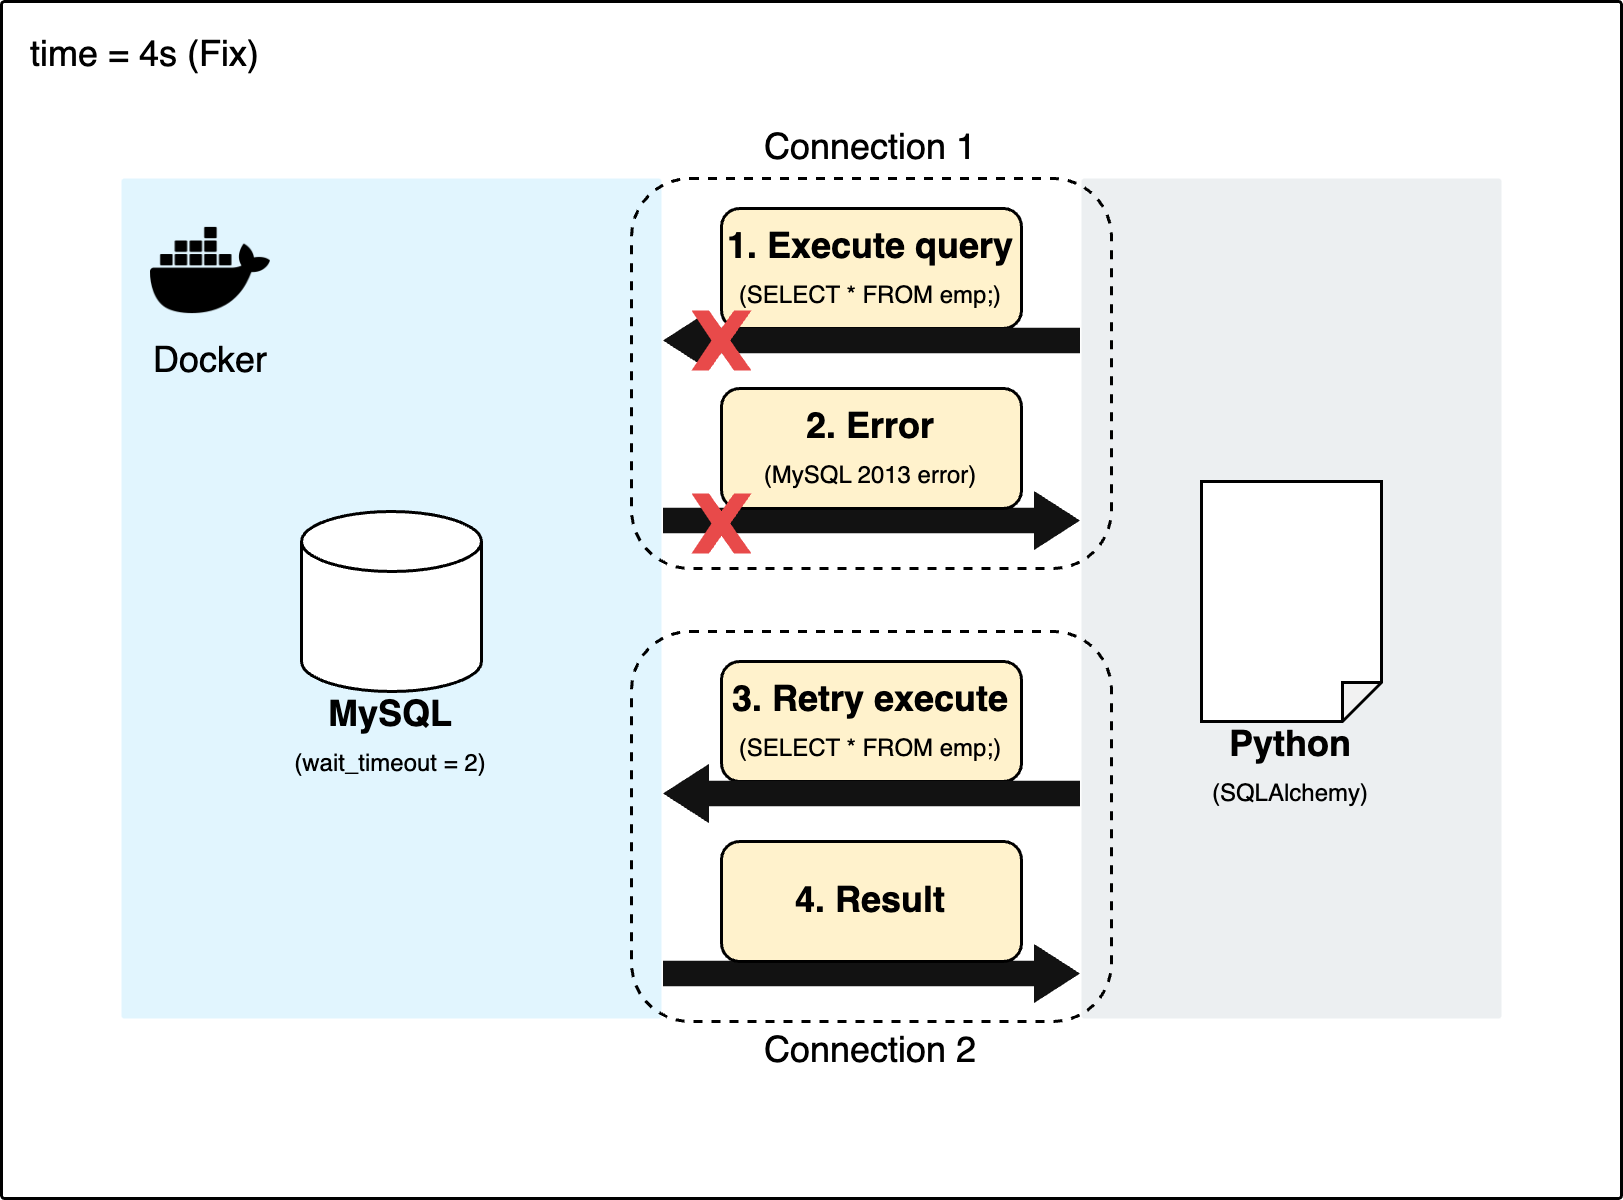 time = 4s (Fix)
Connection 1
1. Execute query
(SELECT * FROM emp;)
Docker
2. Error
(MySQL 2013 error)
MySQL
(wait_timeout = 2)
3. Retry execute
(SELECT * FROM emp;)
Python
(SQLAlchemy)
4. Result
Connection 2